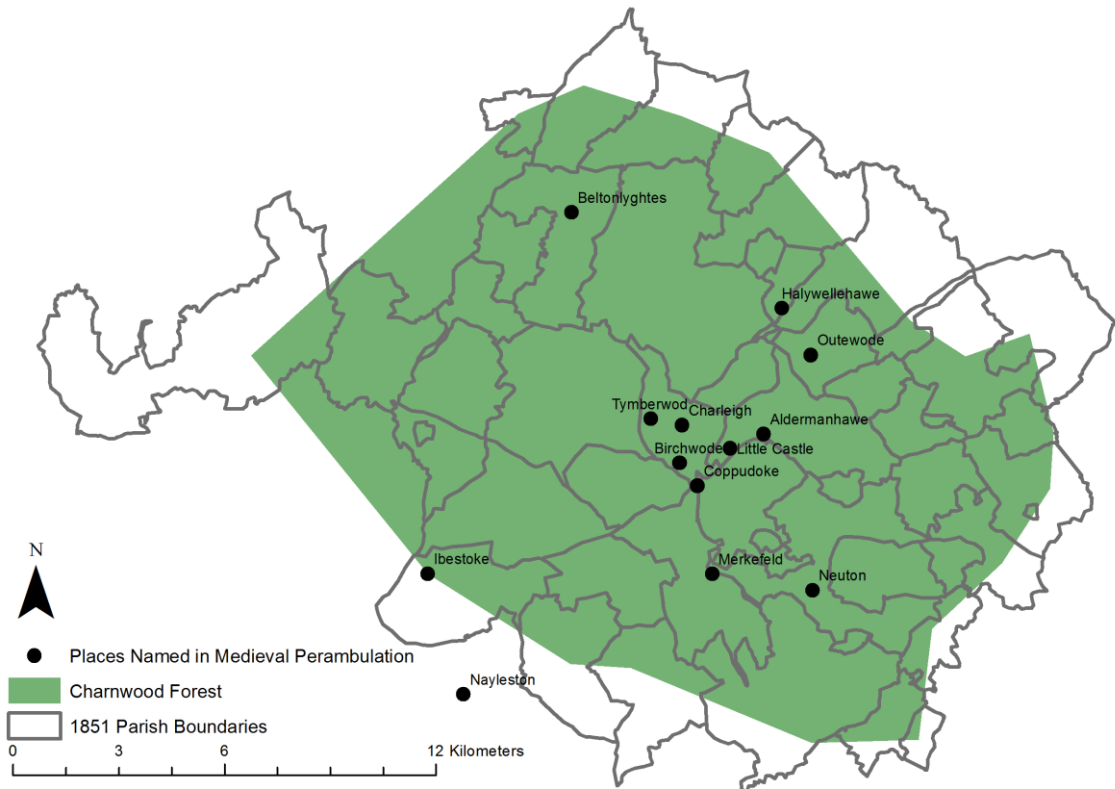 Beltonlyghtes
Halywellehawe
Outewode
Tymberwod
Charleigh
Aldermanhawe
Birchwode
Little Castle
Coppudoke
Ibestoke
Merkefeld
Neuton
Nayleston
N
Places Named in Medieval Perambulation
Charnwood Forest
1851 Parish Boundaries
0 3 6 12 Kilometers